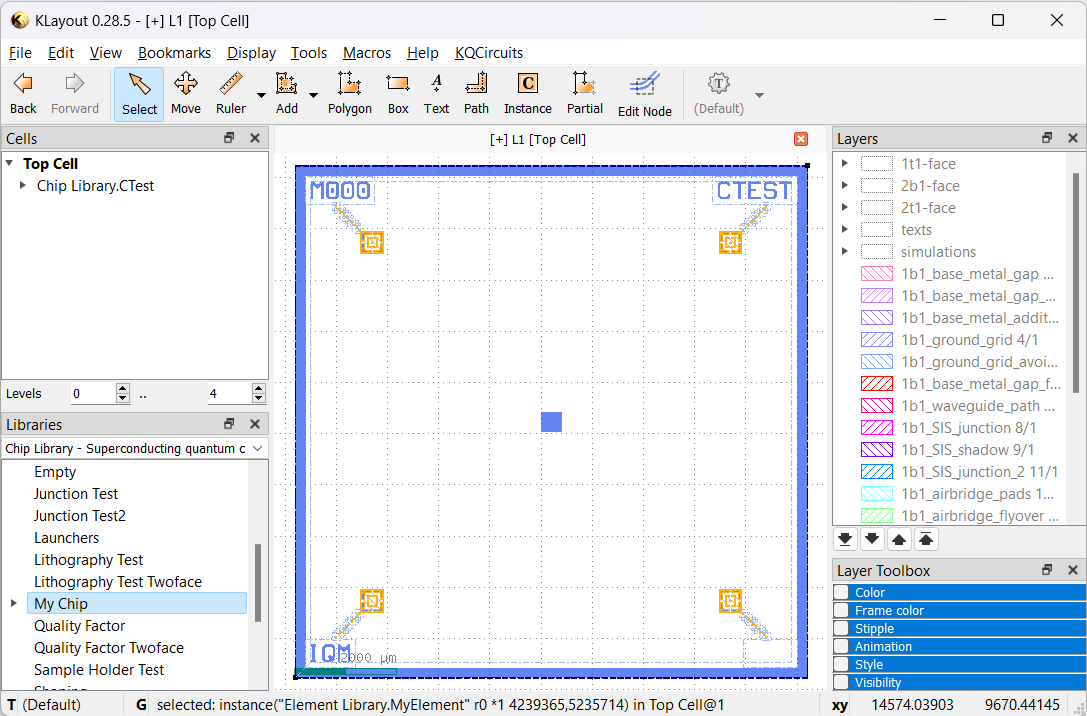 KLayout 0.28.5 - [+] L1 [Top Cell]
File Edit View Bookmarks Display Tools Macros Help KQCircuits
Back Forward Select Move Ruler Add Polygon Box Text Path Instance Partial Edit Node (Default)
Cells
Top Cell
Chip Library.CTest
Levels 0 .. 4
Libraries
Chip Library - Superconducting quantum c
Empty
Junction Test
Junction Test2
Launchers
Lithography Test
Lithography Test Twoface
My Chip
Quality Factor
Quality Factor Twoface
Sample Holder Test
[+] L1 [Top Cell]
M000 CTEST
IQM
2000 µm
Layers
1t1-face
2b1-face
2t1-face
texts
simulations
1b1_base_metal_gap ...
1b1_base_metal_gap_...
1b1_base_metal_addit...
1b1_ground_grid 4/1
1b1_ground_grid_avoi...
1b1_base_metal_gap_f...
1b1_waveguide_path ...
1b1_SIS_junction 8/1
1b1_SIS_shadow 9/1
1b1_SIS_junction_2 11/1
1b1_airbridge_pads 1...
1b1_airbridge_flyover ...
Layer Toolbox
Color
Frame color
Stipple
Animation
Style
Visibility
T (Default) G selected: instance("Element Library.MyElement" r0 *1 4239365,5235714) in Top Cell@1 xy 14574.03903 9670.44145